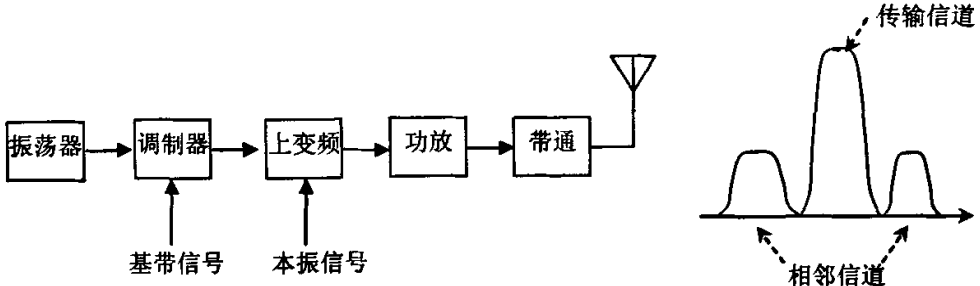 传输信道
振荡器
调制器
上变频
功放
带通
基带信号
本振信号
相邻信道